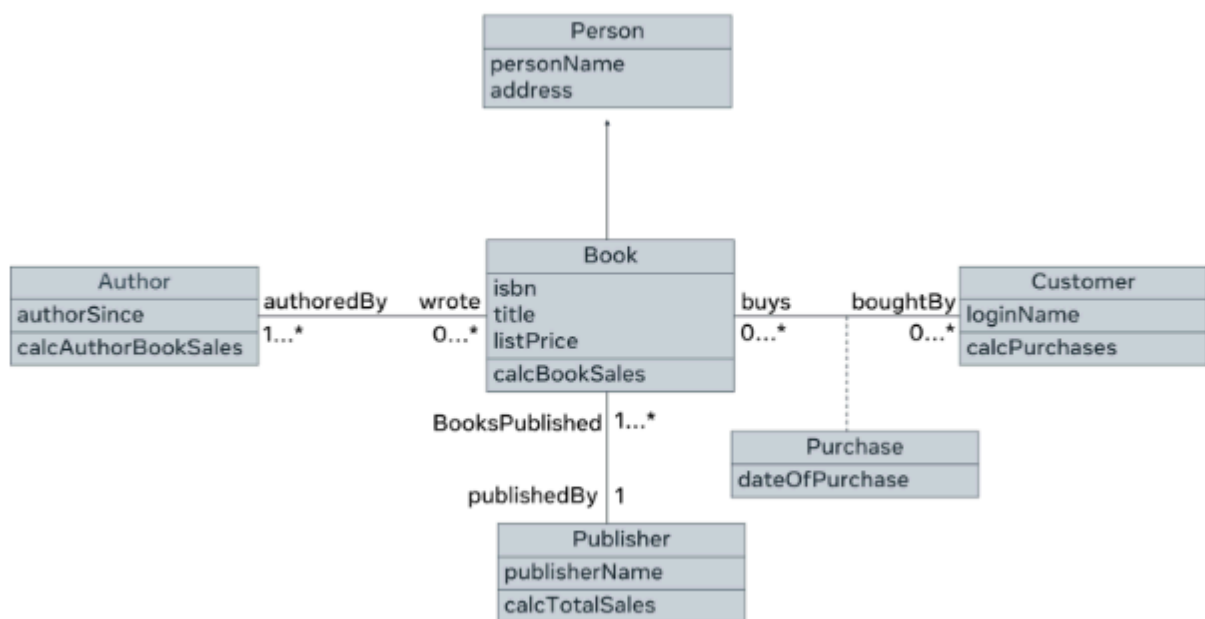 Person
personName
address
Book
isbn
title
listPrice
calcBookSales
Author
authorSince
calcAuthorBookSales
authoredBy
wrote
1...*
0...*
buys
boughtBy
0...*
0...*
Customer
loginName
calcPurchases
BooksPublished
1...*
publishedBy
1
Purchase
dateOfPurchase
Publisher
publisherName
calcTotalSales